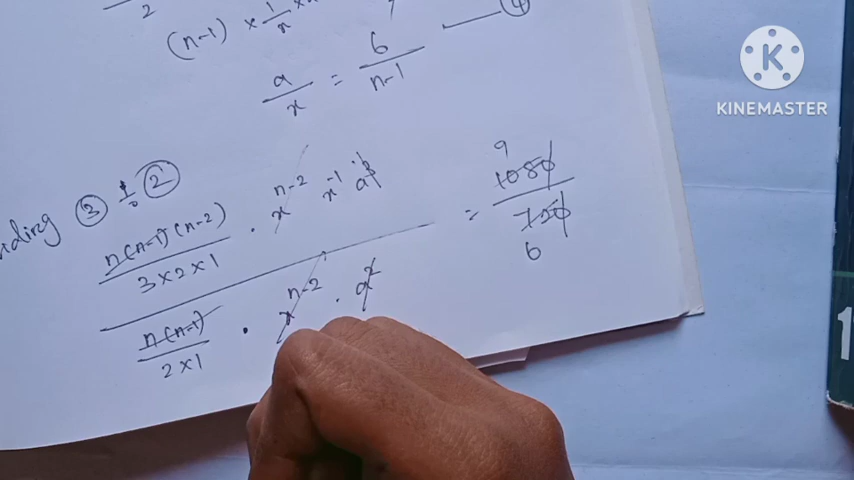 2
(n-1) × 1/x ×
a/x = 6/(n-1) — ④
③ ÷ ②
n(n-1)(n-2)/(3×2×1) · x^(n-2) x^(-1) a^3
= 1080/720
9
6
n(n-1)/(2×1) · x^(n-2) · a^2
K
KINEMASTER
1